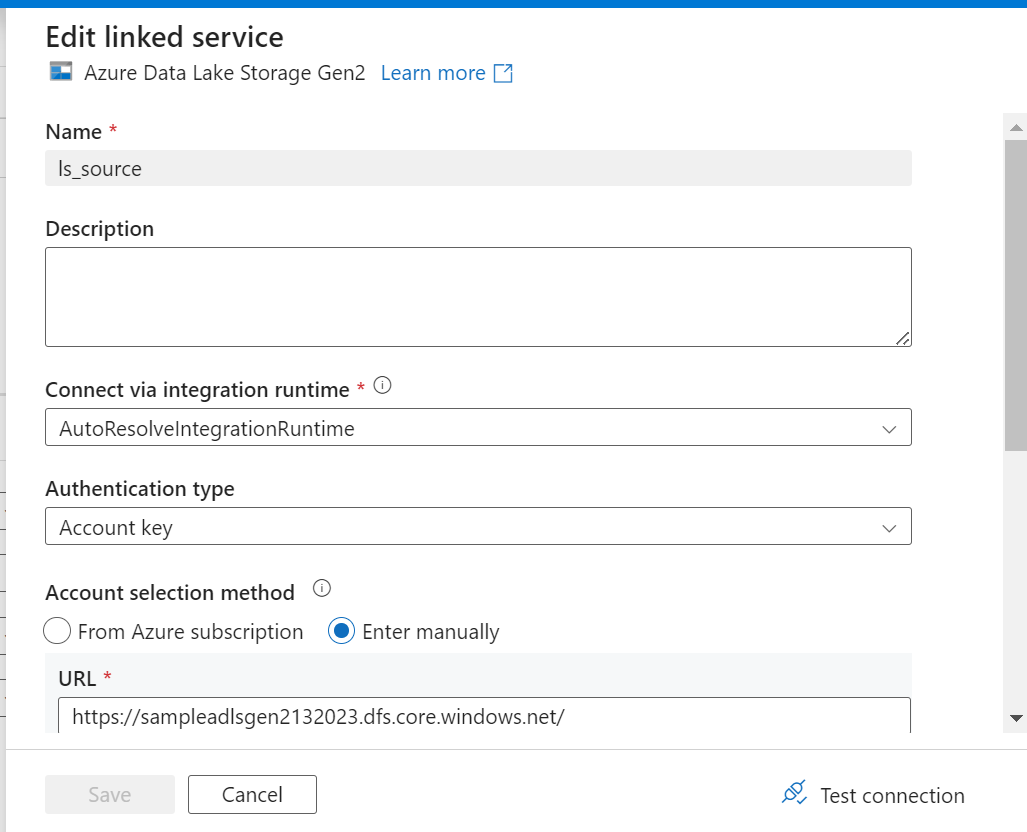 Edit linked service
Azure Data Lake Storage Gen2 Learn more
Name *
ls_source
Description
Connect via integration runtime *
AutoResolveIntegrationRuntime
Authentication type
Account key
Account selection method
From Azure subscription Enter manually
URL *
https://sampleadlsgen2132023.dfs.core.windows.net/
Save Cancel Test connection